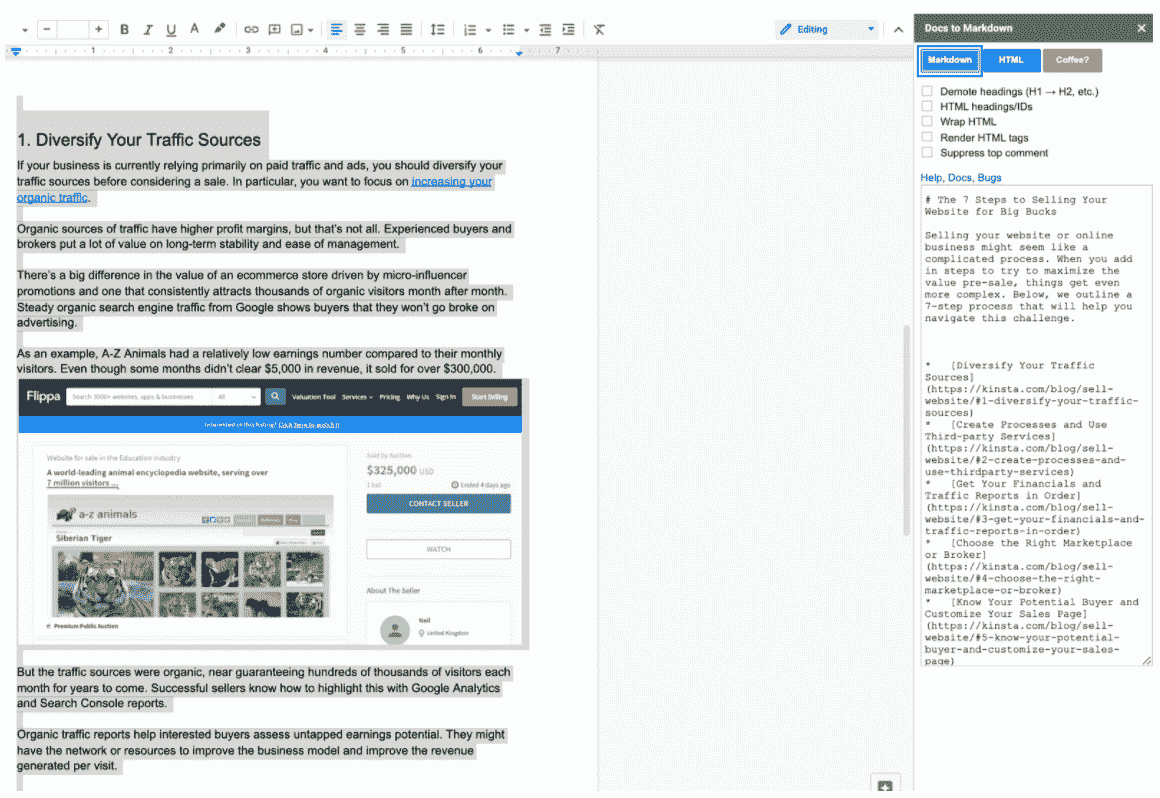 B I U A
Editing
1 2 3 4 5 6 7
1. Diversify Your Traffic Sources
If your business is currently relying primarily on paid traffic and ads, you should diversify your
traffic sources before considering a sale. In particular, you want to focus on increasing your
organic traffic.
Organic sources of traffic have higher profit margins, but that's not all. Experienced buyers and
brokers put a lot of value on long-term stability and ease of management.
There's a big difference in the value of an ecommerce store driven by micro-influencer
promotions and one that consistently attracts thousands of organic visitors month after month.
Steady organic search engine traffic from Google shows buyers that they won't go broke on
advertising.
As an example, A-Z Animals had a relatively low earnings number compared to their monthly
visitors. Even though some months didn't clear $5,000 in revenue, it sold for over $300,000.
Flippa Search 3000+ websites, apps & businesses All Valuation Tool Services Pricing Why Us Sign In Start Selling
Interested in this listing? Click here to watch it
Website for sale in the Education industry
A world-leading animal encyclopedia website, serving over
7 million visitors ...
a-z animals
Siberian Tiger
Premium Public Auction
Sold by Auction
$325,000 USD
1 bid Ended 4 days ago
CONTACT SELLER
WATCH
About The Seller
Neil
United Kingdom
But the traffic sources were organic, near guaranteeing hundreds of thousands of visitors each
month for years to come. Successful sellers know how to highlight this with Google Analytics
and Search Console reports.
Organic traffic reports help interested buyers assess untapped earnings potential. They might
have the network or resources to improve the business model and improve the revenue
generated per visit.
Docs to Markdown
Markdown HTML Coffee?
Demote headings (H1 → H2, etc.)
HTML headings/IDs
Wrap HTML
Render HTML tags
Suppress top comment
Help, Docs, Bugs
# The 7 Steps to Selling Your
Website for Big Bucks
Selling your website or online
business might seem like a
complicated process. When you add
in steps to try to maximize the
value pre-sale, things get even
more complex. Below, we outline a
7-step process that will help you
navigate this challenge.
* [Diversify Your Traffic
Sources]
(https://kinsta.com/blog/sell-
website/#1-diversify-your-traffic-
sources)
* [Create Processes and Use
Third-party Services]
(https://kinsta.com/blog/sell-
website/#2-create-processes-and-
use-thirdparty-services)
* [Get Your Financials and
Traffic Reports in Order]
(https://kinsta.com/blog/sell-
website/#3-get-your-financials-and-
traffic-reports-in-order)
* [Choose the Right Marketplace
or Broker]
(https://kinsta.com/blog/sell-
website/#4-choose-the-right-
marketplace-or-broker)
* [Know Your Potential Buyer and
Customize Your Sales Page]
(https://kinsta.com/blog/sell-
website/#5-know-your-potential-
buyer-and-customize-your-sales-
page)